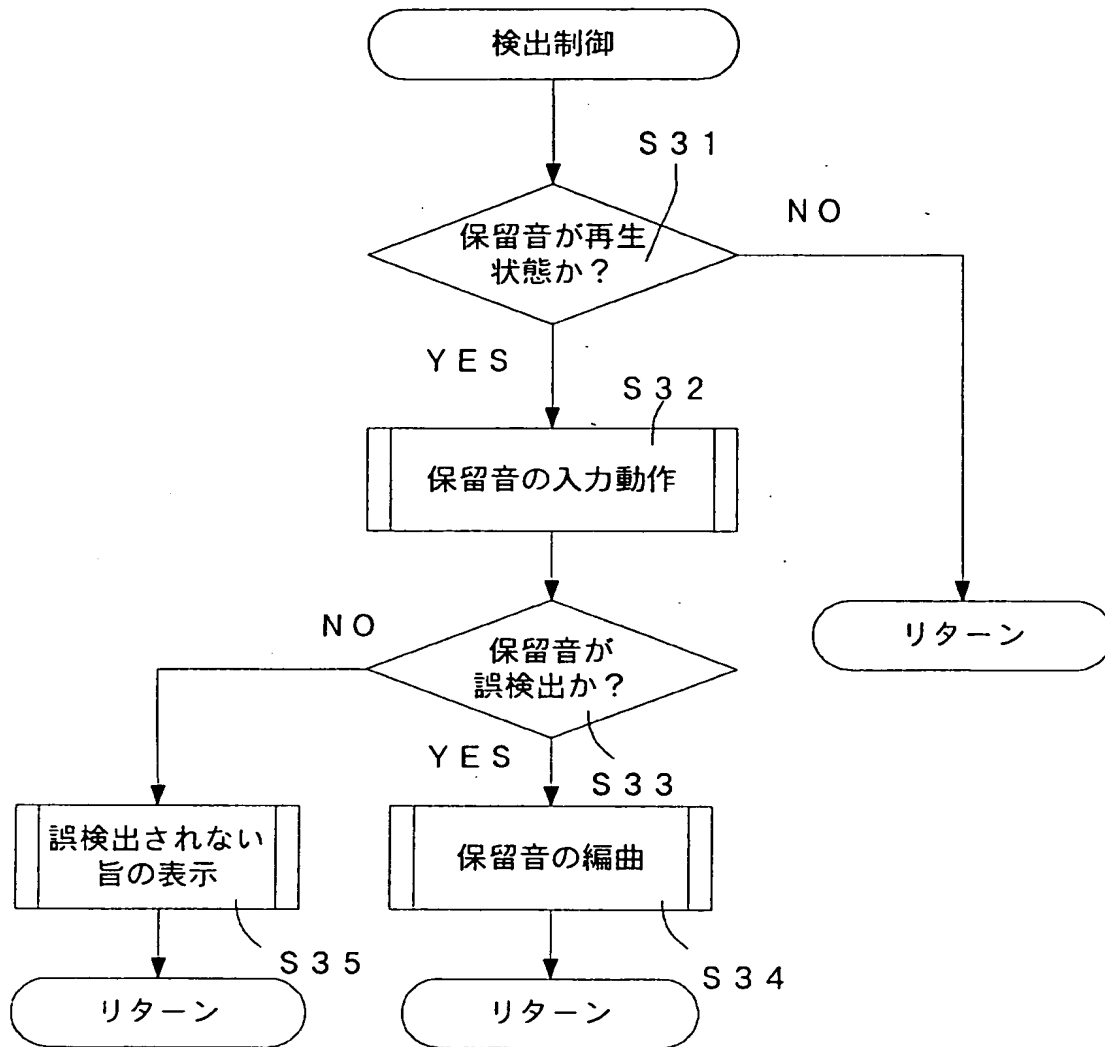 検出制御
S31
保留音が再生
状態か?
NO
YES
S32
保留音の入力動作
NO
保留音が
誤検出か?
リターン
YES
S33
誤検出されない
旨の表示
保留音の編曲
S35
S34
リターン
リターン